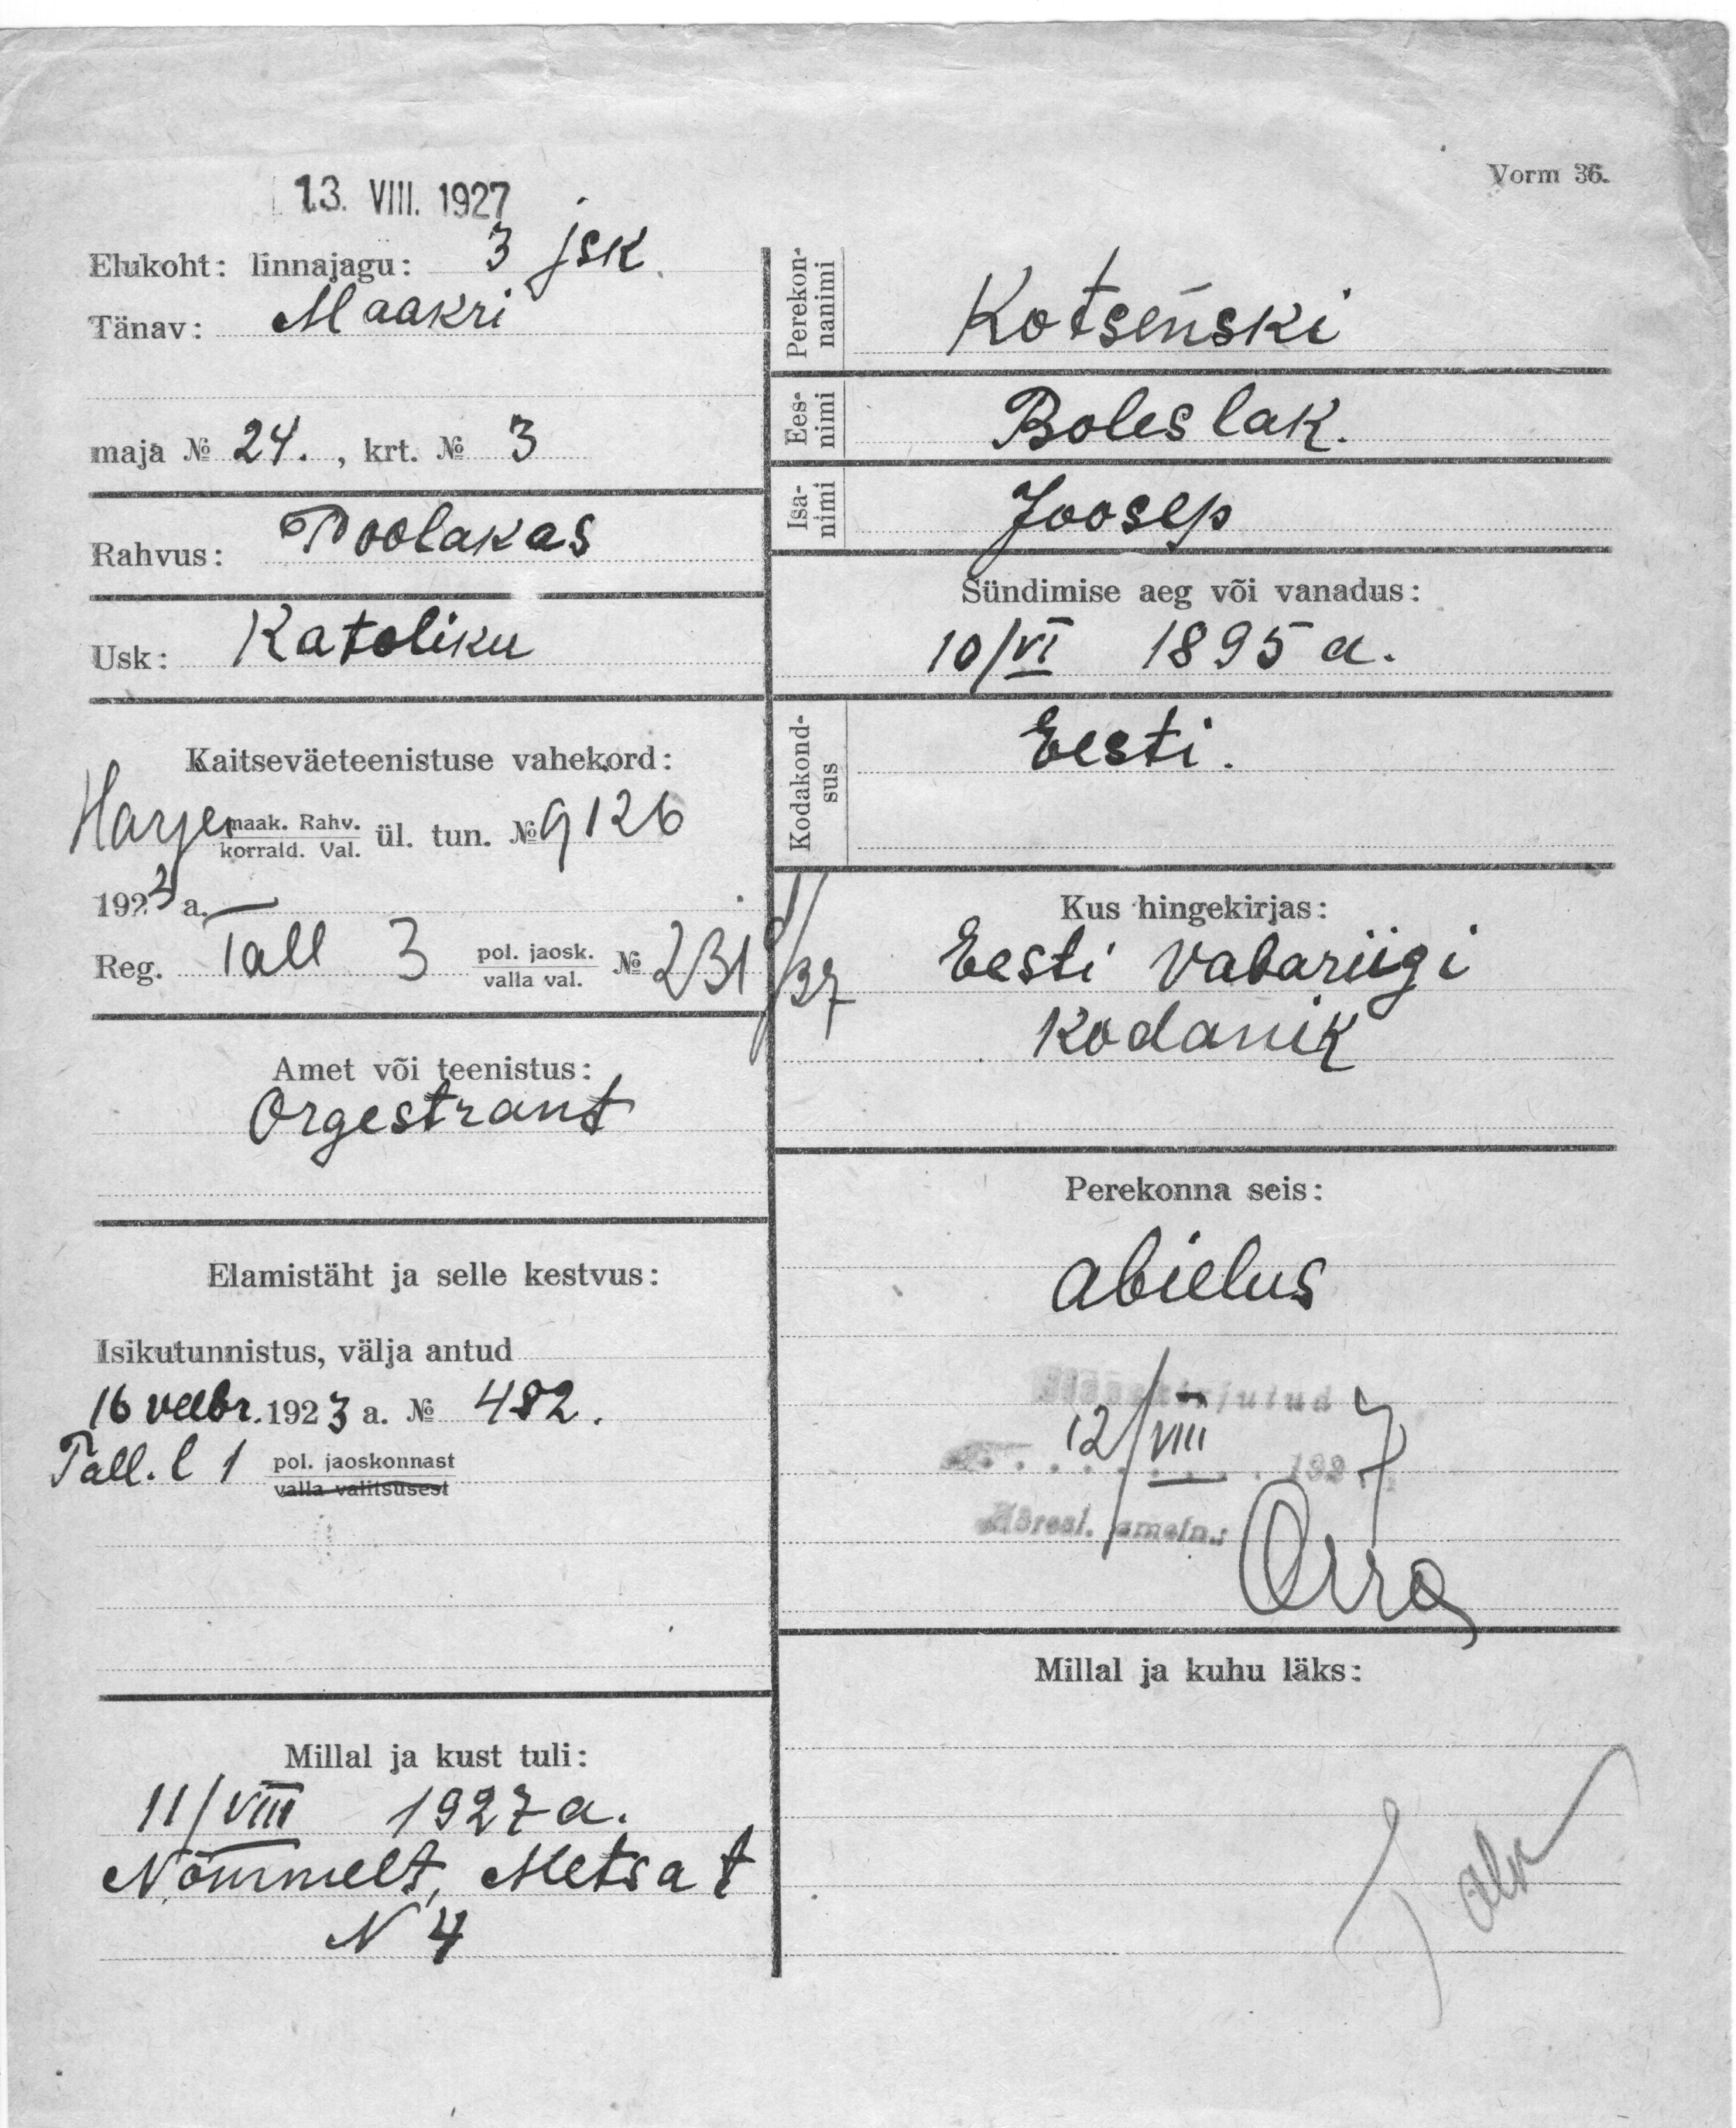 Vorm 36.
13. VIII. 1927
Elukoht: linnajagu: 3 jsk.
Tänav: Maakri
maja № 24. , krt. № 3
Rahvus: Poolakas
Usk: Katoliku
Kaitseväeteenistuse vahekord:
Harju maak. Rahv. ül. tun. № 9126
korrald. Val.
1923 a. —
Reg. Tall 3 pol. jaosk. №
valla val.
Amet või teenistus:
Orgestrant
Elamistäht ja selle kestvus:
Isikutunnistus, välja antud
16 veebr. 1923 a. № 482.
Tall. l 1 pol. jaoskonnast
valla valitsusest
Millal ja kust tuli:
11/VIII 1927 a.
Nõmmelt, Metsa t
N 4
Perekonnanimi Kotsenski
Eesnimi Boleslak.
Isanimi Joosep
Sündimise aeg või vanadus:
10/VI 1895 a.
Kodakondsus Eesti.
Kus hingekirjas:
Eesti Vabariigi
Kodanik
Perekonna seis:
abielus
12/VIII 1927
Millal ja kuhu läks: